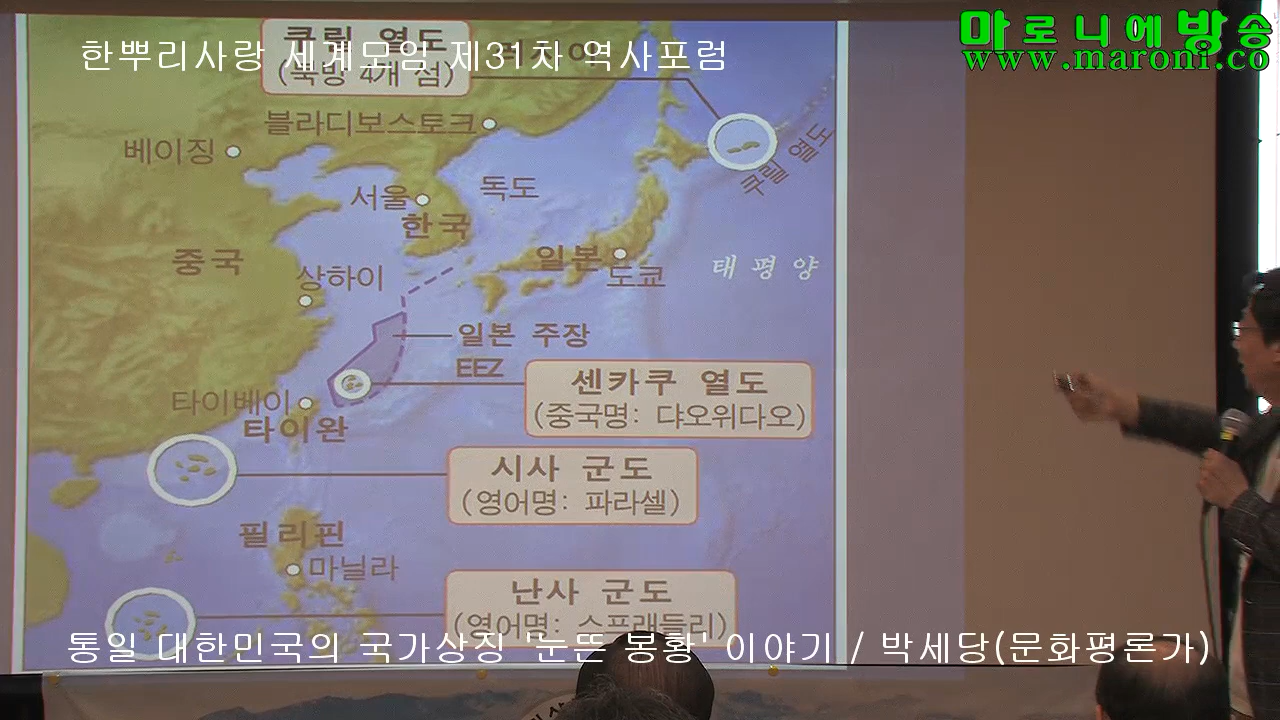 마로니에방송
www.maroni.co
한뿌리사랑 세계모임 제31차 역사포럼
쿠릴 열도
(북방 4개 섬)
블라디보스토크
베이징
쿠릴 열도
서울
독도
한국
중국
일본
도쿄
태평양
상하이
일본 주장
EEZ
센카쿠 열도
(중국명: 댜오위다오)
타이베이
타이완
시사 군도
(영어명: 파라셀)
필리핀
마닐라
난사 군도
(영어명: 스프래틀리)
통일 대한민국의 국가상징 '눈뜬 봉황' 이야기 / 박세당(문화평론가)